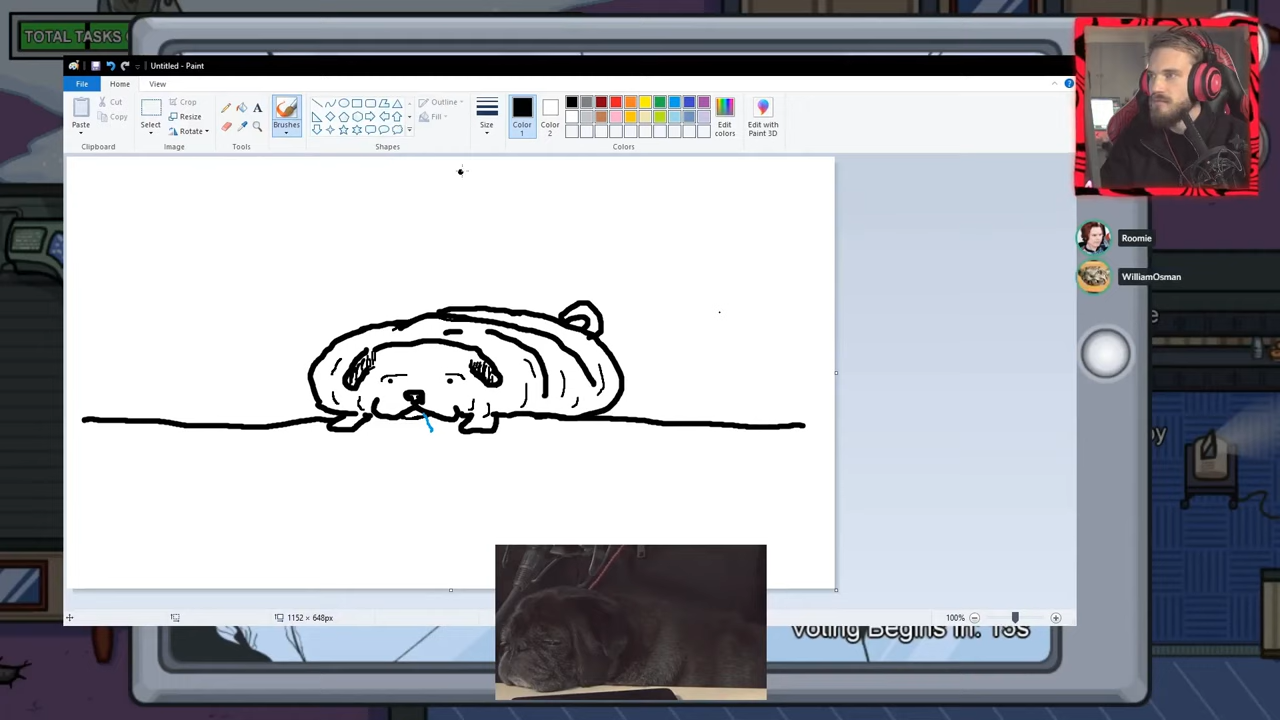 TOTAL TASKS
Untitled - Paint
File
Home
View
Paste
Cut
Copy
Clipboard
Select
Crop
Resize
Rotate
Image
Tools
Brushes
Shapes
Outline
Fill
Size
Color
1
Color
2
Edit
colors
Edit with
Paint 3D
Colors
Roomie
WilliamOsman
1152 × 648px
100%
Voting Begins In: 13s